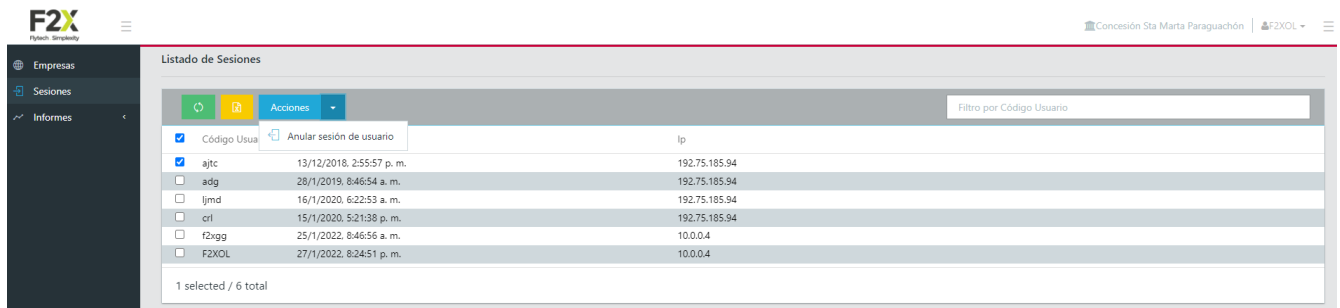 F2X
Flytech Simplexity
Concesión Sta Marta Paraguachón
F2XOL
Empresas
Sesiones
Informes
Listado de Sesiones
Acciones
Filtro por Código Usuario
Anular sesión de usuario
Código Usua Ip
ajtc 13/12/2018, 2:55:57 p. m. 192.75.185.94
adg 28/1/2019, 8:46:54 a. m. 192.75.185.94
ljmd 16/1/2020, 6:22:53 a. m. 192.75.185.94
crl 15/1/2020, 5:21:38 p. m. 192.75.185.94
f2xgg 25/1/2022, 8:46:56 a. m. 10.0.0.4
F2XOL 27/1/2022, 8:24:51 p. m. 10.0.0.4
1 selected / 6 total